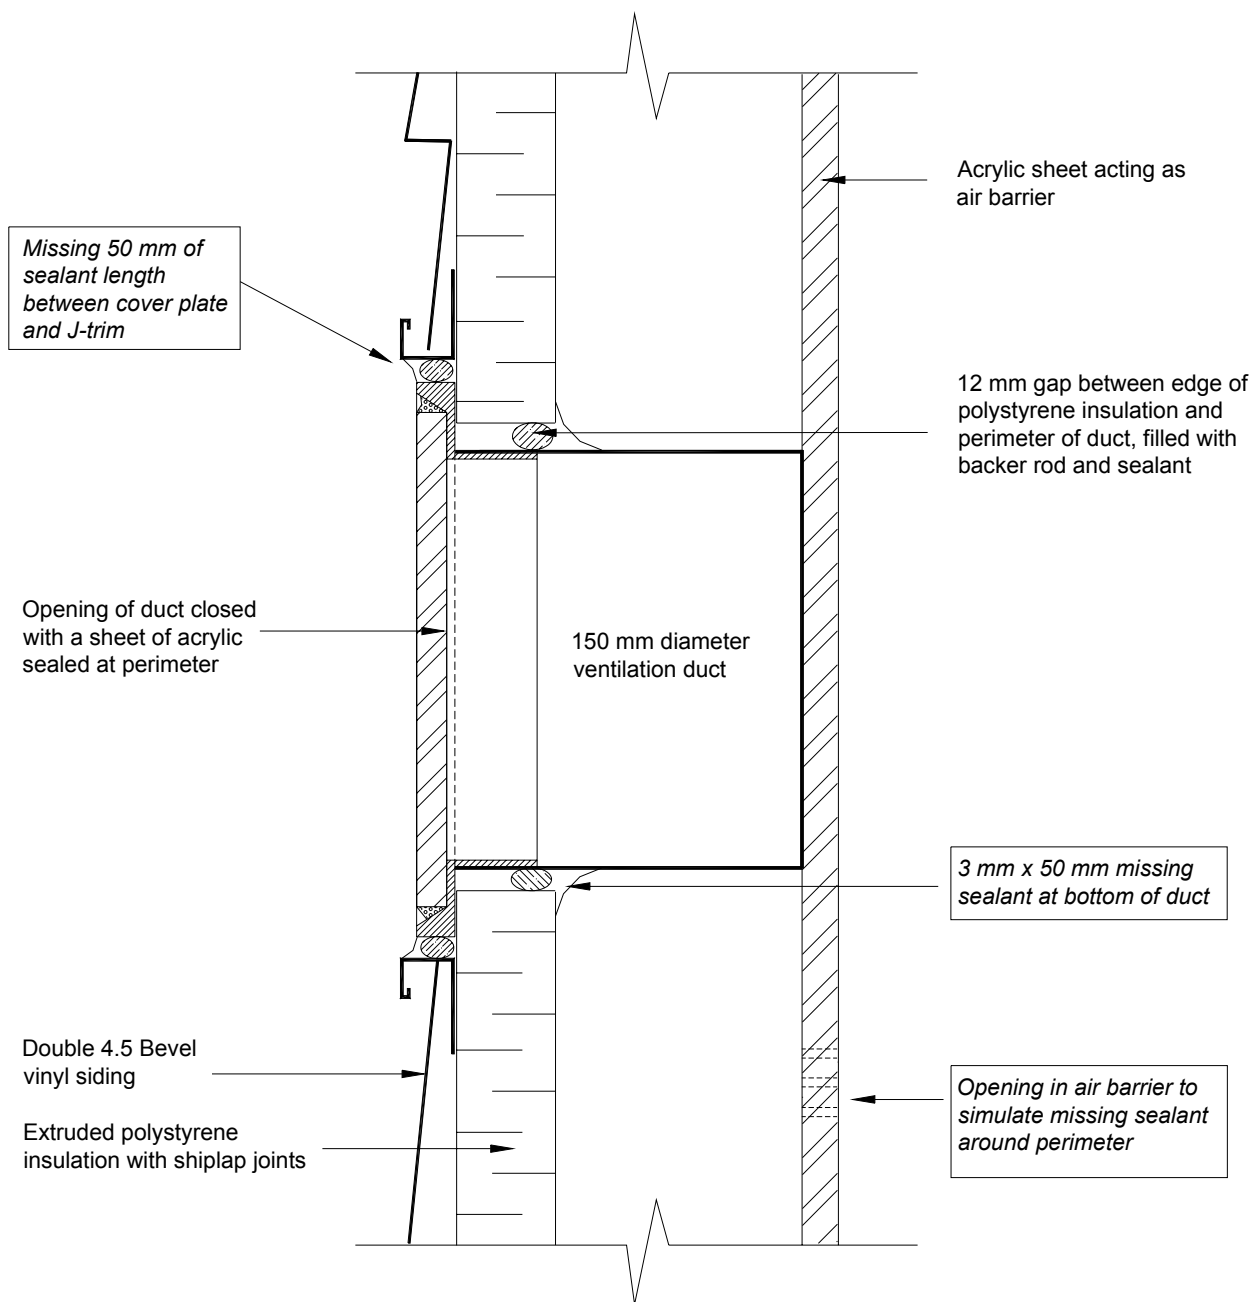 Acrylic sheet acting as
air barrier
Missing 50 mm of
sealant length
between cover plate
and J-trim
12 mm gap between edge of
polystyrene insulation and
perimeter of duct, filled with
backer rod and sealant
Opening of duct closed
with a sheet of acrylic
sealed at perimeter
150 mm diameter
ventilation duct
3 mm x 50 mm missing
sealant at bottom of duct
Double 4.5 Bevel
vinyl siding
Opening in air barrier to
simulate missing sealant
around perimeter
Extruded polystyrene
insulation with shiplap joints